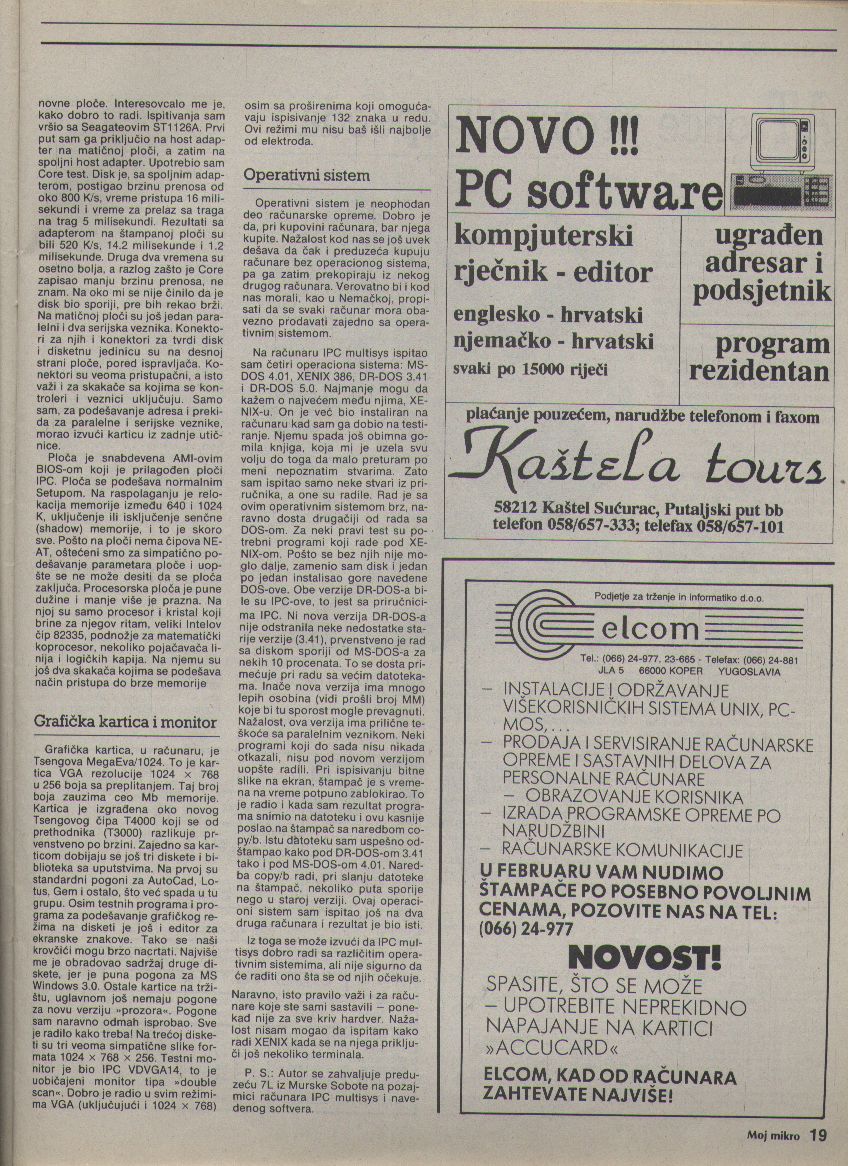 novne ploče. Interesovcalo me je,
kako dobro to radi. Ispitivanja sam
vršio sa Seagateovim ST1126A. Prvi
put sam ga priključio na host adap-
ter na matičnoj ploči, a zatim na
spoljni host adapter. Upotrebio sam
Core test. Disk je, sa spoljnim adap-
terom, postigao brzinu prenosa od
oko 800 K/s, vreme pristupa 16 mili-
sekundi i vreme za prelaz sa traga
na trag 5 milisekundi. Rezultati sa
adapterom na štampanoj ploči su
bili 520 K/s, 14.2 milisekunde i 1.2
milisekunde. Druga dva vremena su
osetno bolja, a razlog zašto je Core
zapisao manju brzinu prenosa, ne
znam. Na oko mi se nije činilo da je
disk bio sporiji, pre bih rekao brži.
Na matičnoj ploči su još jedan para-
lelni i dva serijska veznika. Konekto-
ri za njih i konektori za tvrdi disk
i disketnu jedinicu su na desnoj
strani ploče, pored ispravljača. Ko-
nektori su veoma pristupačni, a isto
važi i za skakače sa kojima se kon-
troleri i veznici uključuju. Samo
sam, za podešavanje adresa i preki-
da za paralelne i serijske veznike,
morao izvući karticu iz zadnje utič-
nice.
Ploča je snabdevena AMI-ovim
BIOS-om koji je prilagođen ploči
IPC. Ploča se podešava normalnim
Setupom. Na raspolaganju je relo-
kacija memorije između 640 i 1024
K, uključenje ili isključenje senčne
(shadow) memorije, i to je skoro
sve. Pošto na ploči nema čipova NE-
AT, oštećeni smo za simpatično po-
dešavanje parametara ploče i uop-
šte se ne može desiti da se ploča
zaključa. Procesorska ploča je pune
dužine i manje više je prazna. Na
njoj su samo procesor i kristal koji
brine za njegov ritam, veliki Intelov
čip 82335, podnožje za matematički
koprocesor, nekoliko pojačavača li-
nija i logičkih kapija. Na njemu su
još dva skakača kojima se podešava
način pristupa do brze memorije
Grafička kartica i monitor
Grafička kartica, u računaru, je
Tsengova MegaEva/1024. To je kar-
tica VGA rezolucije 1024 × 768
u 256 boja sa preplitanjem. Taj broj
boja zauzima ceo Mb memorije.
Kartica je izgrađena oko novog
Tsengovog čipa T4000 koji se od
prethodnika (T3000) razlikuje pr-
venstveno po brzini. Zajedno sa kar-
ticom dobijaju se još tri diskete i bi-
blioteka sa uputstvima. Na prvoj su
standardni pogoni za AutoCad, Lo-
tus, Gem i ostalo, što već spada u tu
grupu. Osim testnih programa i pro-
grama za podešavanje grafičkog re-
žima na disketi je još i editor za
ekranske znakove. Tako se naši
krovčići mogu brzo nacrtati. Najviše
me je obradovao sadržaj druge di-
skete, jer je puna pogona za MS
Windows 3.0. Ostale kartice na trži-
štu, uglavnom još nemaju pogone
za novu verziju »prozora«. Pogone
sam naravno odmah isprobao. Sve
je radilo kako treba! Na trećoj diske-
ti su tri veoma simpatične slike for-
mata 1024 × 768 × 256. Testni mo-
nitor je bio IPC VDVGA14, to je
uobičajeni monitor tipa »double
scan«. Dobro je radio u svim režimi-
ma VGA (uključujući i 1024 × 768)
osim sa proširenima koji omoguća-
vaju ispisivanje 132 znaka u redu.
Ovi režimi mu nisu baš išli najbolje
od elektroda.
Operativni sistem
Operativni sistem je neophodan
deo računarske opreme. Dobro je
da, pri kupovini računara, bar njega
kupite. Nažalost kod nas se još uvek
dešava da čak i preduzeća kupuju
računare bez operacionog sistema,
pa ga zatim prekopiraju iz nekog
drugog računara. Verovatno bi i kod
nas morali, kao u Nemačkoj, propi-
sati da se svaki računar mora oba-
vezno prodavati zajedno sa opera-
tivnim sistemom.
Na računaru IPC multisys ispitao
sam četiri operaciona sistema: MS-
DOS 4.01, XENIX 386, DR-DOS 3.41
i DR-DOS 5.0. Najmanje mogu da
kažem o najvećem među njima, XE-
NIX-u. On je već bio instaliran na
računaru kad sam ga dobio na testi-
ranje. Njemu spada još obimna go-
mila knjiga, koja mi je uzela svu
volju do toga da malo preturam po
meni nepoznatim stvarima. Zato
sam ispitao samo neke stvari iz pri-
ručnika, a one su radile. Rad je sa
ovim operativnim sistemom brz, na-
ravno dosta drugačiji od rada sa
DOS-om. Za neki pravi test su po-
trebni programi koji rade pod XE-
NIX-om. Pošto se bez njih nije mo-
glo dalje, zamenio sam disk i jedan
po jedan instalisao gore navedene
DOS-ove. Obe verzije DR-DOS-a bi-
le su IPC-ove, to jest sa priručnici-
ma IPC. Ni nova verzija DR-DOS-a
nije odstranila neke nedostatke sta-
rije verzije (3.41), prvenstveno je rad
sa diskom sporiji od MS-DOS-a za
nekih 10 procenata. To se dosta pri-
mećuje pri radu sa većim datoteka-
ma. Inače nova verzija ima mnogo
lepih osobina (vidi prošli broj MM)
koje bi tu sporost mogle prevagnuti.
Nažalost, ova verzija ima prilične te-
škoće sa paralelnim veznikom. Neki
programi koji do sada nisu nikada
otkazali, nisu pod novom verzijom
uopšte radili. Pri ispisivanju bitne
slike na ekran, štampač je s vreme-
na na vreme potpuno zablokirao. To
je radio i kada sam rezultat progra-
ma snimio na datoteku i ovu kasnije
poslao na štampač sa naredbom co-
py/b. Istu datoteku sam uspešno od-
štampao kako pod DR-DOS-om 3.41
tako i pod MS-DOS-om 4.01. Nared-
ba copy/b radi, pri slanju datoteke
na štampač, nekoliko puta sporije
nego u staroj verziji. Ovaj operaci-
oni sistem sam ispitao još na dva
druga računara i rezultat je bio isti.
Iz toga se može izvući da IPC mul-
tisys dobro radi sa različitim opera-
tivnim sistemima, ali nije sigurno da
će raditi ono šta se od njih očekuje.
Naravno, isto pravilo važi i za raču-
nare koje ste sami sastavili – pone-
kad nije za sve kriv hardver. Naža-
lost nisam mogao da ispitam kako
radi XENIX kada se na njega priklju-
či još nekoliko terminala.
P. S.: Autor se zahvaljuje predu-
zeću 7L iz Murske Sobote na pozaj-
mici računara IPC multisys i nave-
denog softvera.
NOVO !!!
PC software
kompjuterski
rječnik - editor
englesko - hrvatski
njemačko - hrvatski
svaki po 15000 riječi
ugrađen
adresar i
podsjetnik
program
rezidentan
plaćanje pouzećem, narudžbe telefonom i faxom
Kaštela tours
58212 Kaštel Sućurac, Putaljski put bb
telefon 058/657-333; telefax 058/657-101
Podjetje za trženje in informatiko d.o.o.
elcom
Tel.: (066) 24-977, 23-665 - Telefax: (066) 24-881
JLA 5 66000 KOPER YUGOSLAVIA
– INSTALACIJE I ODRŽAVANJE
VIŠEKORISNIČKIH SISTEMA UNIX, PC-
MOS,...
– PRODAJA I SERVISIRANJE RAČUNARSKE
OPREME I SASTAVNIH DELOVA ZA
PERSONALNE RAČUNARE
– OBRAZOVANJE KORISNIKA
– IZRADA PROGRAMSKE OPREME PO
NARUDŽBINI
– RAČUNARSKE KOMUNIKACIJE
U FEBRUARU VAM NUDIMO
ŠTAMPAČE PO POSEBNO POVOLJNIM
CENAMA, POZOVITE NAS NA TEL:
(066) 24-977
NOVOST!
SPASITE, ŠTO SE MOŽE
– UPOTREBITE NEPREKIDNO
NAPAJANJE NA KARTICI
»ACCUCARD«
ELCOM, KAD OD RAČUNARA
ZAHTEVATE NAJVIŠE!
Moj mikro 19